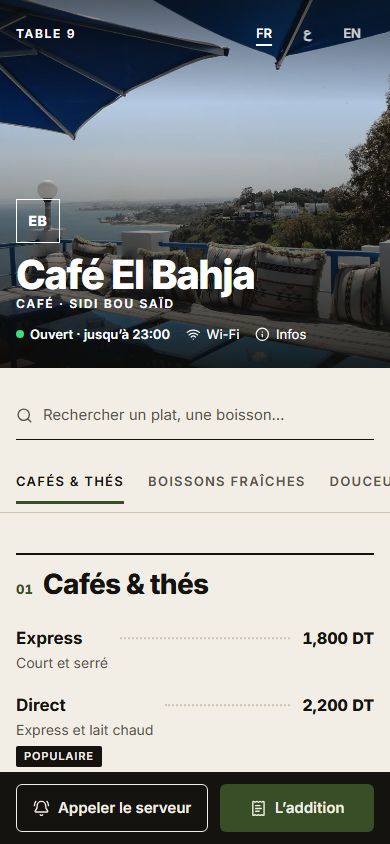 TABLE 9
FR ع EN
EB
Café El Bahja
CAFÉ · SIDI BOU SAÏD
Ouvert · jusqu’à 23:00 Wi-Fi Infos
Rechercher un plat, une boisson…
CAFÉS & THÉS BOISSONS FRAÎCHES DOUCEU
01 Cafés & thés
Express 1,800 DT
Court et serré
Direct 2,200 DT
Express et lait chaud
POPULAIRE
Appeler le serveur L’addition